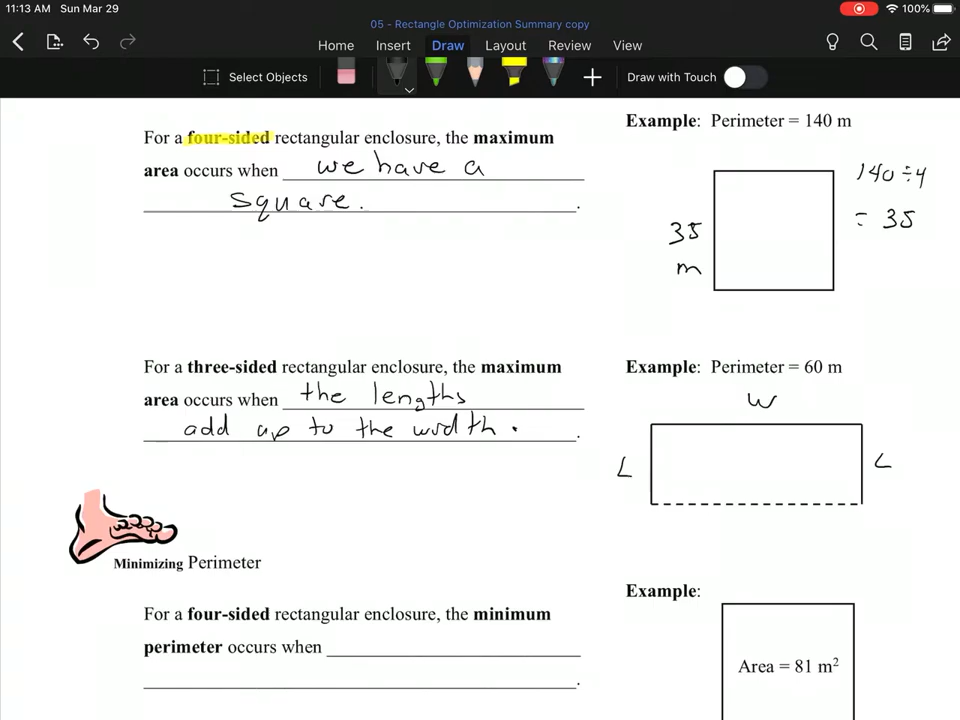 11:13 AM Sun Mar 29
100%
05 - Rectangle Optimization Summary copy
Home Insert Draw Layout Review View
Select Objects
Draw with Touch
For a four-sided rectangular enclosure, the maximum
area occurs when we have a
square.
.
Example: Perimeter = 140 m
140 ÷ 4
= 35
35
m
For a three-sided rectangular enclosure, the maximum
area occurs when the lengths
add up to the width.
.
Example: Perimeter = 60 m
W
L
L
Minimizing Perimeter
For a four-sided rectangular enclosure, the minimum
perimeter occurs when
.
Example:
Area = 81 m²